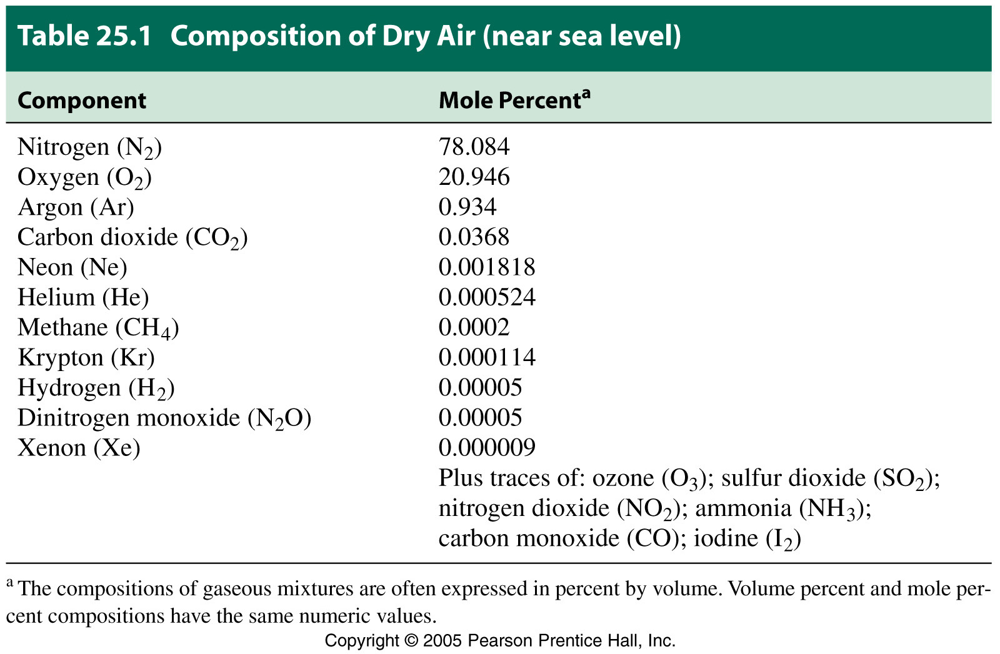 Table 25.1 Composition of Dry Air (near sea level)
Component Mole Percentᵃ
Nitrogen (N₂) 78.084
Oxygen (O₂) 20.946
Argon (Ar) 0.934
Carbon dioxide (CO₂) 0.0368
Neon (Ne) 0.001818
Helium (He) 0.000524
Methane (CH₄) 0.0002
Krypton (Kr) 0.000114
Hydrogen (H₂) 0.00005
Dinitrogen monoxide (N₂O) 0.00005
Xenon (Xe) 0.000009
Plus traces of: ozone (O₃); sulfur dioxide (SO₂);
nitrogen dioxide (NO₂); ammonia (NH₃);
carbon monoxide (CO); iodine (I₂)
ᵃ The compositions of gaseous mixtures are often expressed in percent by volume. Volume percent and mole per-
cent compositions have the same numeric values.
Copyright © 2005 Pearson Prentice Hall, Inc.